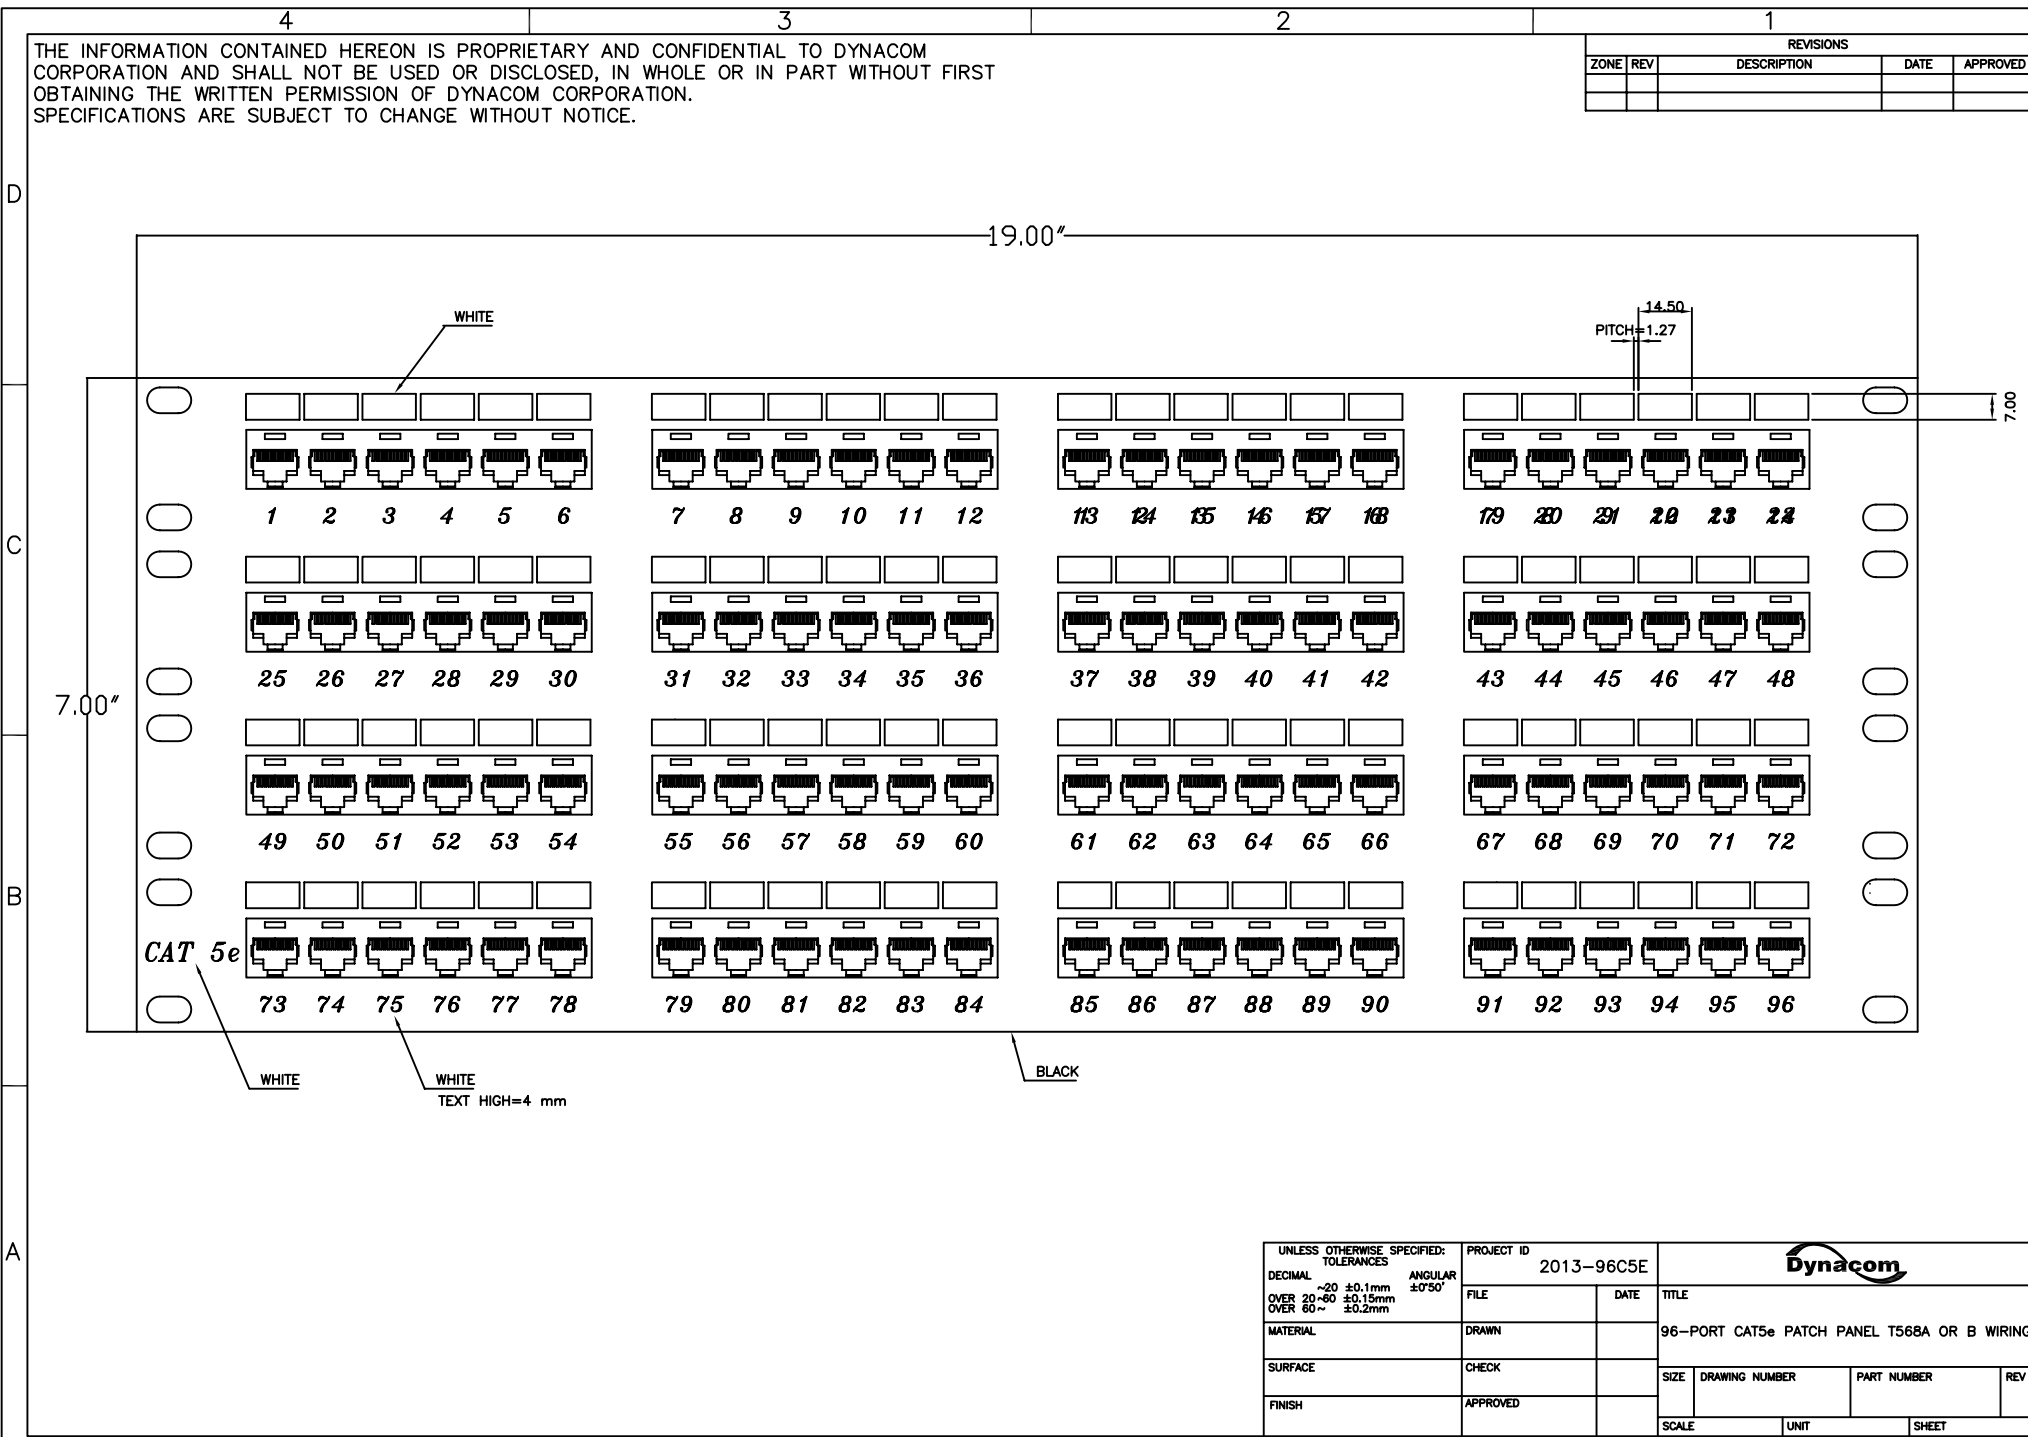 4 3 2 1
THE INFORMATION CONTAINED HEREON IS PROPRIETARY AND CONFIDENTIAL TO DYNACOM
CORPORATION AND SHALL NOT BE USED OR DISCLOSED, IN WHOLE OR IN PART WITHOUT FIRST
OBTAINING THE WRITTEN PERMISSION OF DYNACOM CORPORATION.
SPECIFICATIONS ARE SUBJECT TO CHANGE WITHOUT NOTICE.
REVISIONS
ZONE REV DESCRIPTION DATE APPROVED
D
19.00"
WHITE
14.50
PITCH=1.27
7.00
1 2 3 4 5 6 7 8 9 10 11 12
C
25 26 27 28 29 30 31 32 33 34 35 36 37 38 39 40 41 42 43 44 45 46 47 48
7.00"
49 50 51 52 53 54 55 56 57 58 59 60 61 62 63 64 65 66 67 68 69 70 71 72
B
CAT 5e
73 74 75 76 77 78 79 80 81 82 83 84 85 86 87 88 89 90 91 92 93 94 95 96
WHITE
WHITE
TEXT HIGH=4 mm
BLACK
A
UNLESS OTHERWISE SPECIFIED:
TOLERANCES
DECIMAL ANGULAR
~20 ±0.1mm ±0°50'
OVER 20~60 ±0.15mm
OVER 60~ ±0.2mm
MATERIAL
SURFACE
FINISH
PROJECT ID
2013-96C5E
FILE DATE
DRAWN
CHECK
APPROVED
Dynacom
TITLE
96-PORT CAT5e PATCH PANEL T568A OR B WIRING
SIZE DRAWING NUMBER PART NUMBER REV
SCALE UNIT SHEET